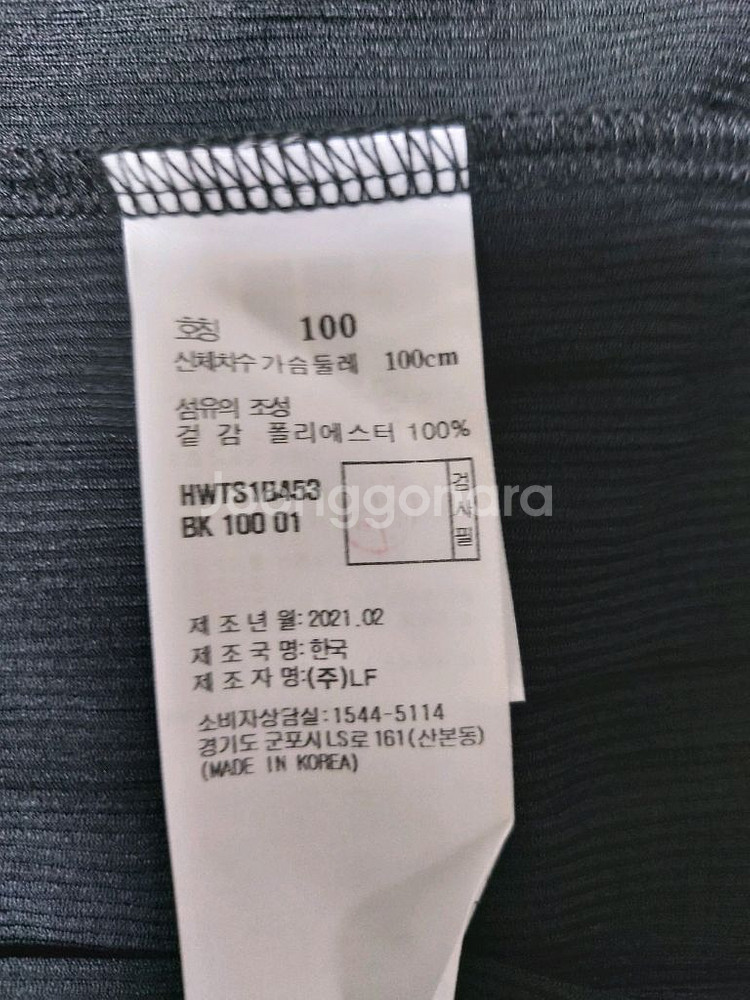 호칭 100
신체치수 가슴둘레 100cm
섬유의 조성
겉 감 폴리에스터 100%
HWTS1B453
BK 100 01
검사필
joonggonara
제 조 년 월: 2021.02
제 조 국 명: 한국
제 조 자 명:(주)LF
소비자상담실:1544-5114
경기도 군포시 LS로 161(산본동)
(MADE IN KOREA)